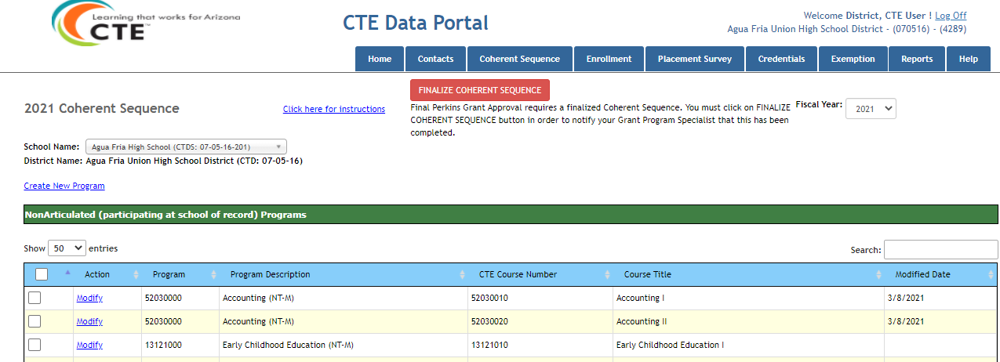 Learning that works for Arizona
CTE™
CTE Data Portal
Welcome District, CTE User ! Log Off
Agua Fria Union High School District - (070516) - (4289)
Home Contacts Coherent Sequence Enrollment Placement Survey Credentials Exemption Reports Help
2021 Coherent Sequence
Click here for instructions
FINALIZE COHERENT SEQUENCE
Final Perkins Grant Approval requires a finalized Coherent Sequence. You must click on FINALIZE
COHERENT SEQUENCE button in order to notify your Grant Program Specialist that this has been
completed.
Fiscal Year: 2021
School Name: Agua Fria High School (CTDS: 07-05-16-201)
District Name: Agua Fria Union High School District (CTD: 07-05-16)
Create New Program
NonArticulated (participating at school of record) Programs
Show 50 entries
Search:
Action Program Program Description CTE Course Number Course Title Modified Date
Modify 52030000 Accounting (NT-M) 52030010 Accounting I 3/8/2021
Modify 52030000 Accounting (NT-M) 52030020 Accounting II 3/8/2021
Modify 13121000 Early Childhood Education (NT-M) 13121010 Early Childhood Education I